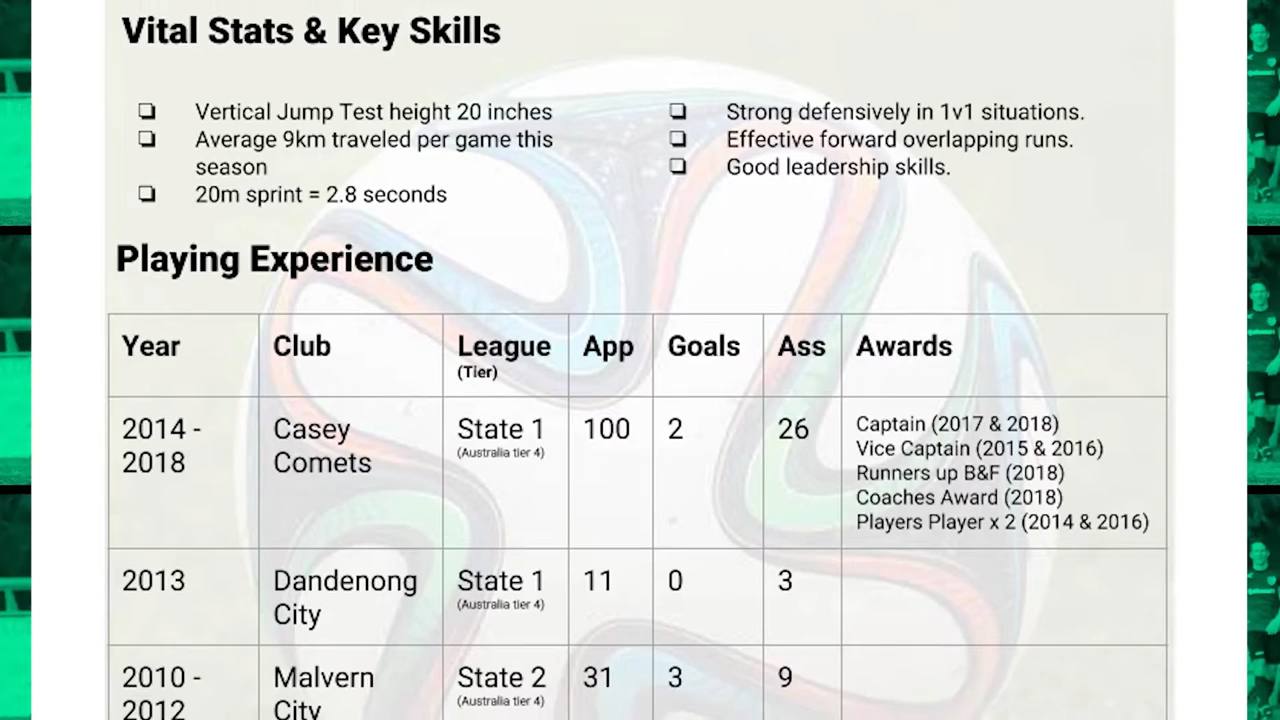 Vital Stats & Key Skills
❏ Vertical Jump Test height 20 inches
❏ Average 9km traveled per game this
season
❏ 20m sprint = 2.8 seconds
❏ Strong defensively in 1v1 situations.
❏ Effective forward overlapping runs.
❏ Good leadership skills.
Playing Experience
Year Club League App Goals Ass Awards
(Tier)
2014 - Casey State 1 100 2 26 Captain (2017 & 2018)
2018 Comets (Australia tier 4) Vice Captain (2015 & 2016)
Runners up B&F (2018)
Coaches Award (2018)
Players Player x 2 (2014 & 2016)
2013 Dandenong State 1 11 0 3
City (Australia tier 4)
2010 - Malvern State 2 31 3 9
2012 City (Australia tier 4)